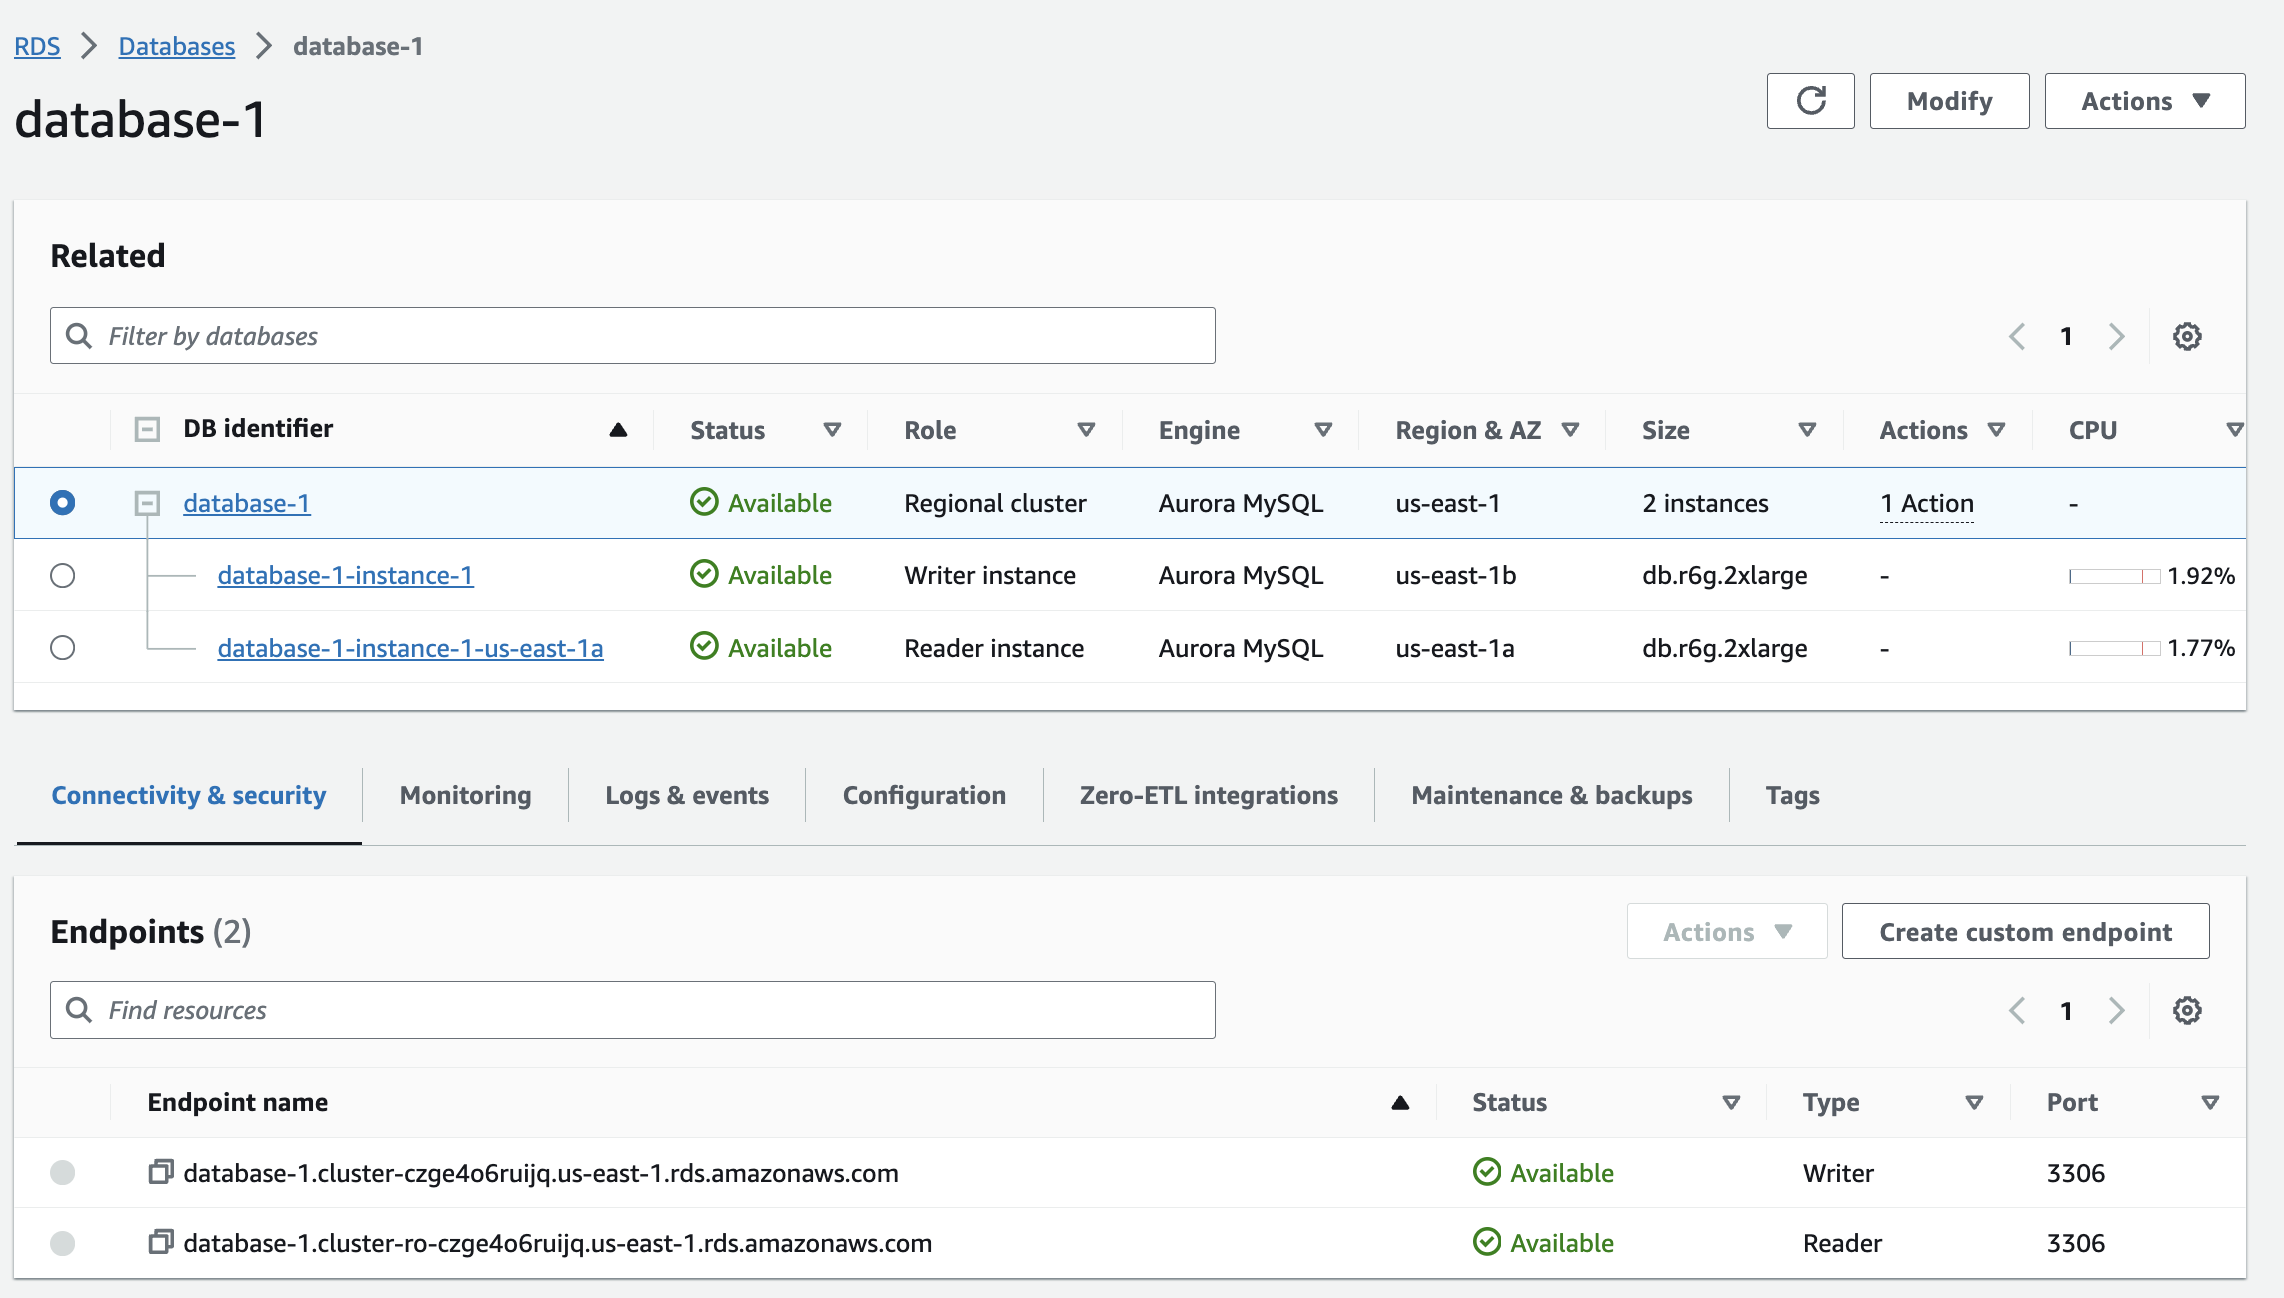 RDS > Databases > database-1
database-1
Modify
Actions
Related
Filter by databases
1
DB identifier Status Role Engine Region & AZ Size Actions CPU
database-1 Available Regional cluster Aurora MySQL us-east-1 2 instances 1 Action -
database-1-instance-1 Available Writer instance Aurora MySQL us-east-1b db.r6g.2xlarge - 1.92%
database-1-instance-1-us-east-1a Available Reader instance Aurora MySQL us-east-1a db.r6g.2xlarge - 1.77%
Connectivity & security Monitoring Logs & events Configuration Zero-ETL integrations Maintenance & backups Tags
Endpoints (2)
Actions
Create custom endpoint
Find resources
1
Endpoint name Status Type Port
database-1.cluster-czge4o6ruijq.us-east-1.rds.amazonaws.com Available Writer 3306
database-1.cluster-ro-czge4o6ruijq.us-east-1.rds.amazonaws.com Available Reader 3306